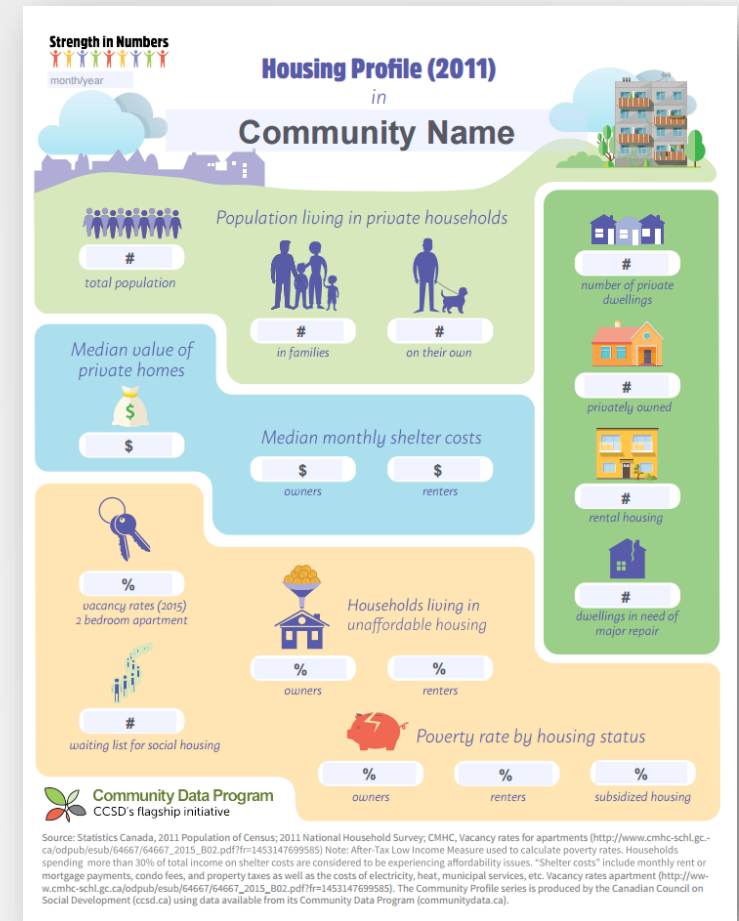 Strength in Numbers
month/year
Housing Profile (2011)
in
Community Name
Population living in private households
#
total population
#
in families
#
on their own
#
number of private
dwellings
#
privately owned
#
rental housing
#
dwellings in need of
major repair
Median value of
private homes
$
$
Median monthly shelter costs
$
owners
$
renters
%
vacancy rates (2015)
2 bedroom apartment
#
waiting list for social housing
Households living in
unaffordable housing
%
owners
%
renters
Poverty rate by housing status
%
owners
%
renters
%
subsidized housing
Community Data Program
CCSD's flagship initiative
Source: Statistics Canada, 2011 Population of Census; 2011 National Household Survey; CMHC, Vacancy rates for apartments (http://www.cmhc-schl.gc.-
ca/odpub/esub/64667/64667_2015_B02.pdf?fr=1453147699585) Note: After-Tax Low Income Measure used to calculate poverty rates. Households
spending more than 30% of total income on shelter costs are considered to be experiencing affordability issues. "Shelter costs" include monthly rent or
mortgage payments, condo fees, and property taxes as well as the costs of electricity, heat, municipal services, etc. Vacancy rates apartment (http://ww-
w.cmhc-schl.gc.ca/odpub/esub/64667/64667_2015_B02.pdf?fr=1453147699585). The Community Profile series is produced by the Canadian Council on
Social Development (ccsd.ca) using data available from its Community Data Program (communitydata.ca).